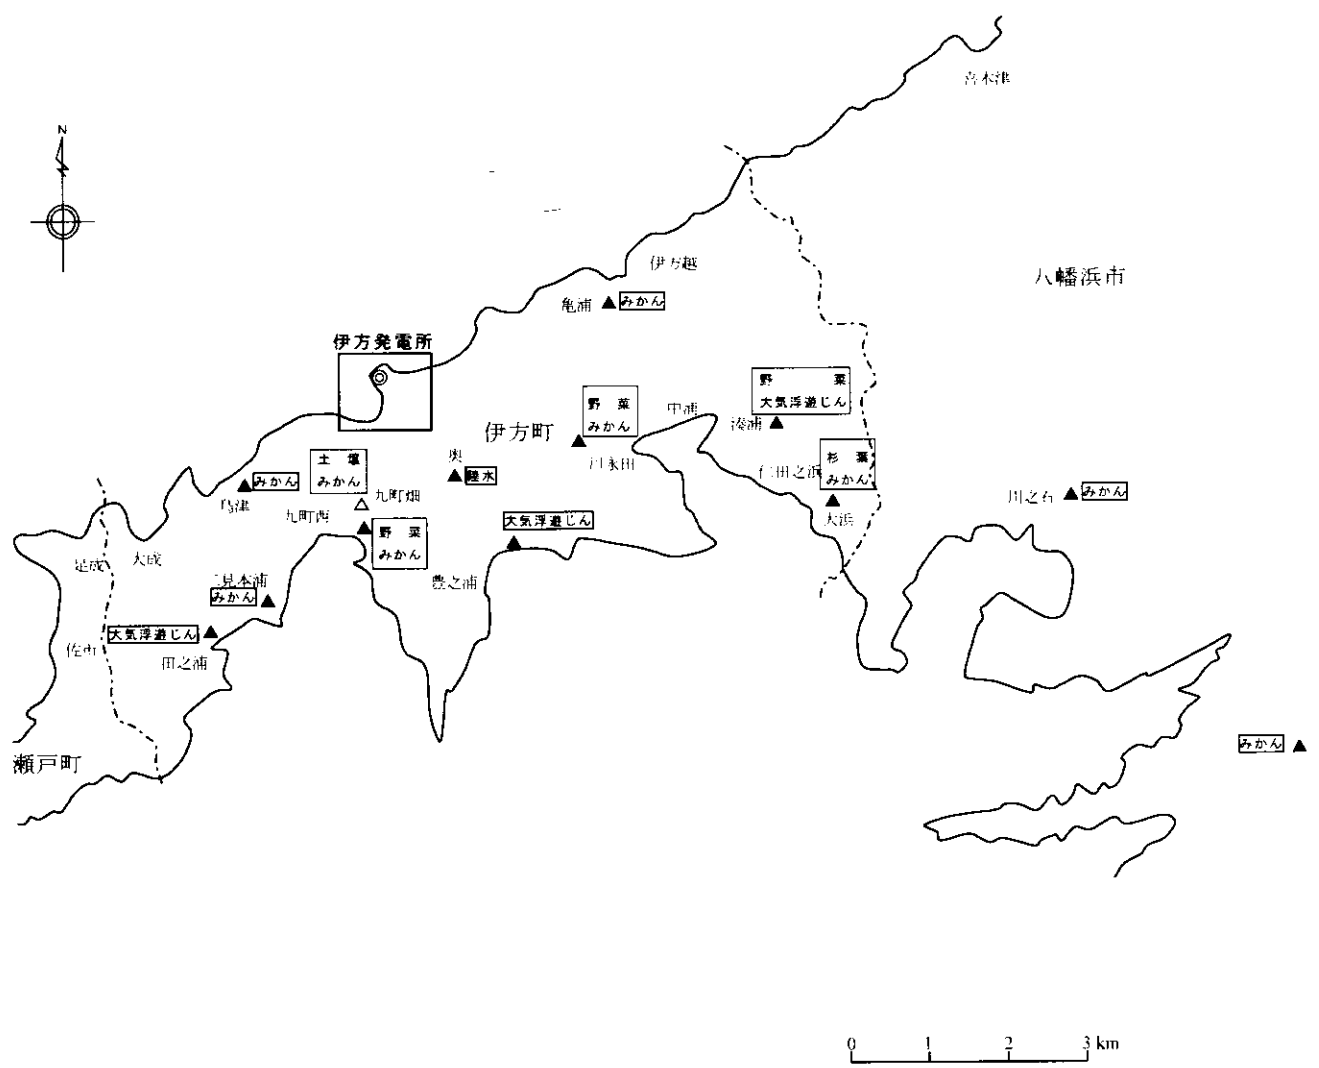 喜木津
N
伊方越
八幡浜市
亀浦
みかん
伊方発電所
野 菜
大気浮遊じん
野 菜
みかん
中浦
湊浦
伊方町
川永田
杉 葉
みかん
仁田之浜
大浜
土 壌
みかん
奥
陸水
みかん
九町畑
川之石
みかん
九町西
大気浮遊じん
野 菜
みかん
足成
大成
二見本浦
みかん
豊之浦
大気浮遊じん
田之浦
瀬戸町
みかん
0 1 2 3 km